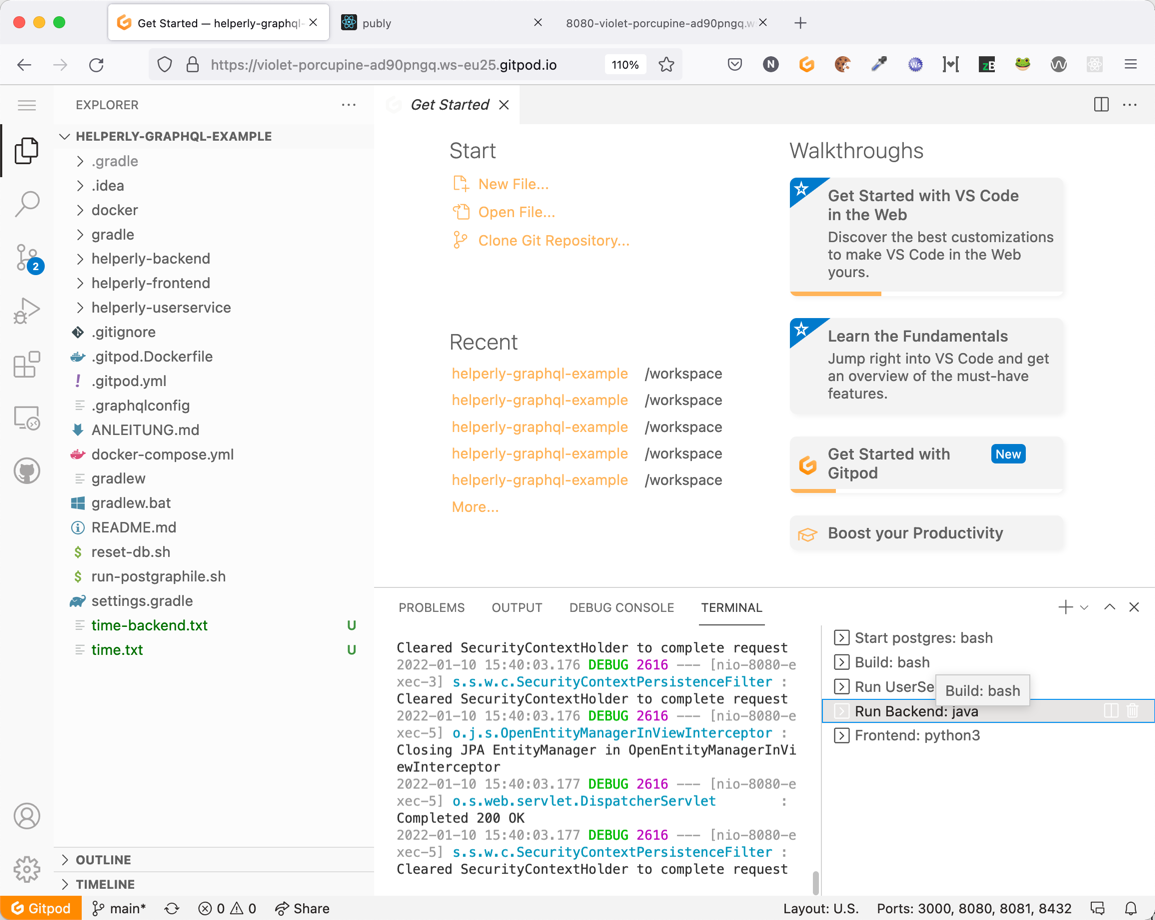 Get Started — helperly-graphql-
publy
8080-violet-porcupine-ad90pngq.w
https://violet-porcupine-ad90pngq.ws-eu25.gitpod.io
110%
N
Ws
zE
EXPLORER
HELPERLY-GRAPHQL-EXAMPLE
.gradle
.idea
docker
gradle
helperly-backend
helperly-frontend
helperly-userservice
.gitignore
.gitpod.Dockerfile
.gitpod.yml
.graphqlconfig
ANLEITUNG.md
docker-compose.yml
gradlew
gradlew.bat
README.md
reset-db.sh
run-postgraphile.sh
settings.gradle
time-backend.txt U
time.txt U
OUTLINE
TIMELINE
2
Get Started
Start
New File...
Open File...
Clone Git Repository...
Recent
helperly-graphql-example /workspace
helperly-graphql-example /workspace
helperly-graphql-example /workspace
helperly-graphql-example /workspace
helperly-graphql-example /workspace
More...
Walkthroughs
Get Started with VS Code
in the Web
Discover the best customizations
to make VS Code in the Web
yours.
Learn the Fundamentals
Jump right into VS Code and get
an overview of the must-have
features.
Get Started with
Gitpod
New
Boost your Productivity
PROBLEMS OUTPUT DEBUG CONSOLE TERMINAL
Cleared SecurityContextHolder to complete request
2022-01-10 15:40:03.176 DEBUG 2616 --- [nio-8080-e
xec-3] s.s.w.c.SecurityContextPersistenceFilter :
Cleared SecurityContextHolder to complete request
2022-01-10 15:40:03.176 DEBUG 2616 --- [nio-8080-e
xec-5] o.j.s.OpenEntityManagerInViewInterceptor :
Closing JPA EntityManager in OpenEntityManagerInVi
ewInterceptor
2022-01-10 15:40:03.177 DEBUG 2616 --- [nio-8080-e
xec-5] o.s.web.servlet.DispatcherServlet :
Completed 200 OK
2022-01-10 15:40:03.177 DEBUG 2616 --- [nio-8080-e
xec-5] s.s.w.c.SecurityContextPersistenceFilter :
Cleared SecurityContextHolder to complete request
Start postgres: bash
Build: bash
Run UserSe
Build: bash
Run Backend: java
Frontend: python3
Gitpod main* 0 0 Share Layout: U.S. Ports: 3000, 8080, 8081, 8432